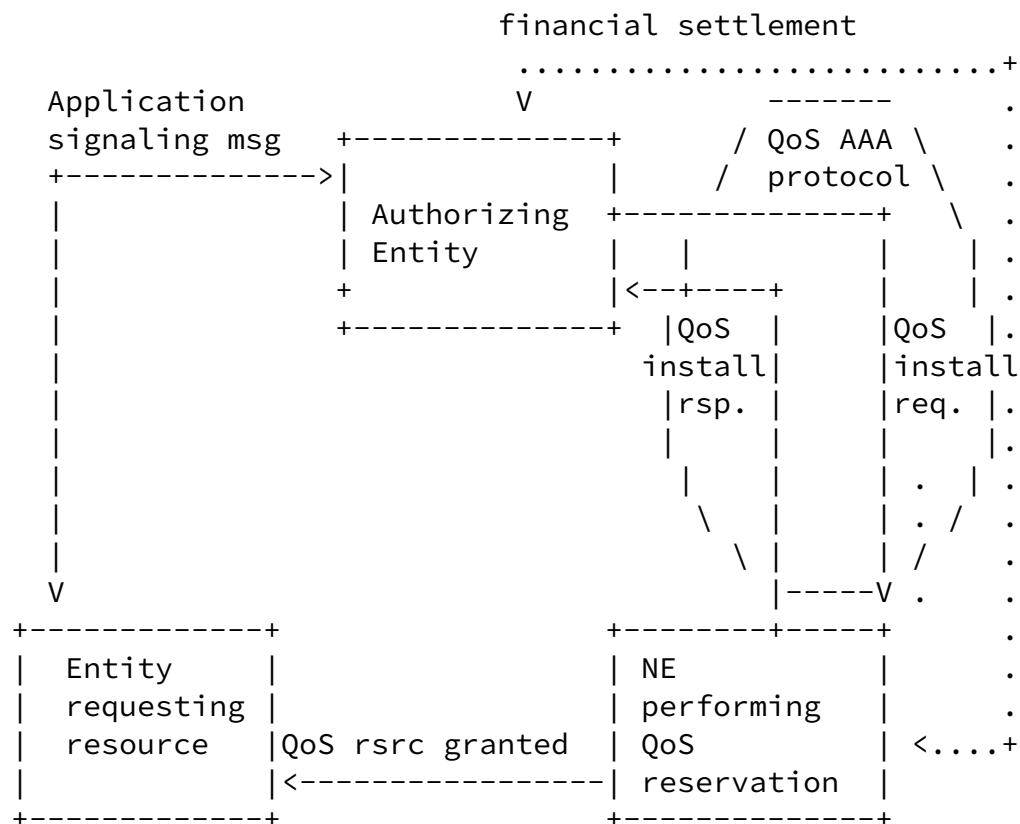 financial settlement
...........................+
Application V ------- .
signaling msg +--------------+ / QoS AAA \ .
+-------------->| | / protocol \ .
| | Authorizing +--------------+ \ .
| | Entity | | | | .
| + |<--+----+ | | .
| +--------------+ |QoS | |QoS |.
| install| |install
| |rsp. | |req. |.
| | | | |.
| | | | . | .
| \ | | . / .
| \ | | / .
V |-----V . .
+-------------+ +--------+-----+ .
| Entity | | NE | .
| requesting | | performing | .
| resource |QoS rsrc granted | QoS | <....+
| |<-----------------| reservation |
+-------------+ +--------------+